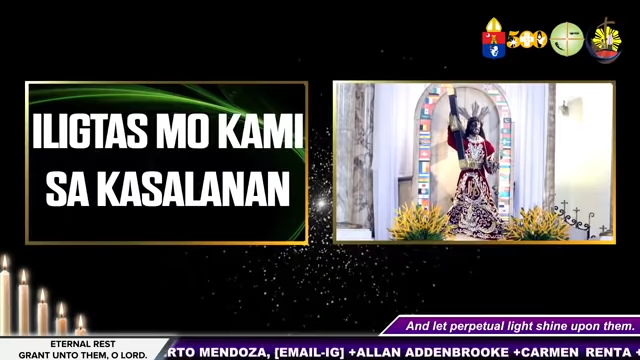 500
ILIGTAS MO KAMI
SA KASALANAN
And let perpetual light shine upon them.
ETERNAL REST
GRANT UNTO THEM, O LORD.
RTO MENDOZA, [EMAIL-IG] +ALLAN ADDENBROOKE +CARMEN RENTA